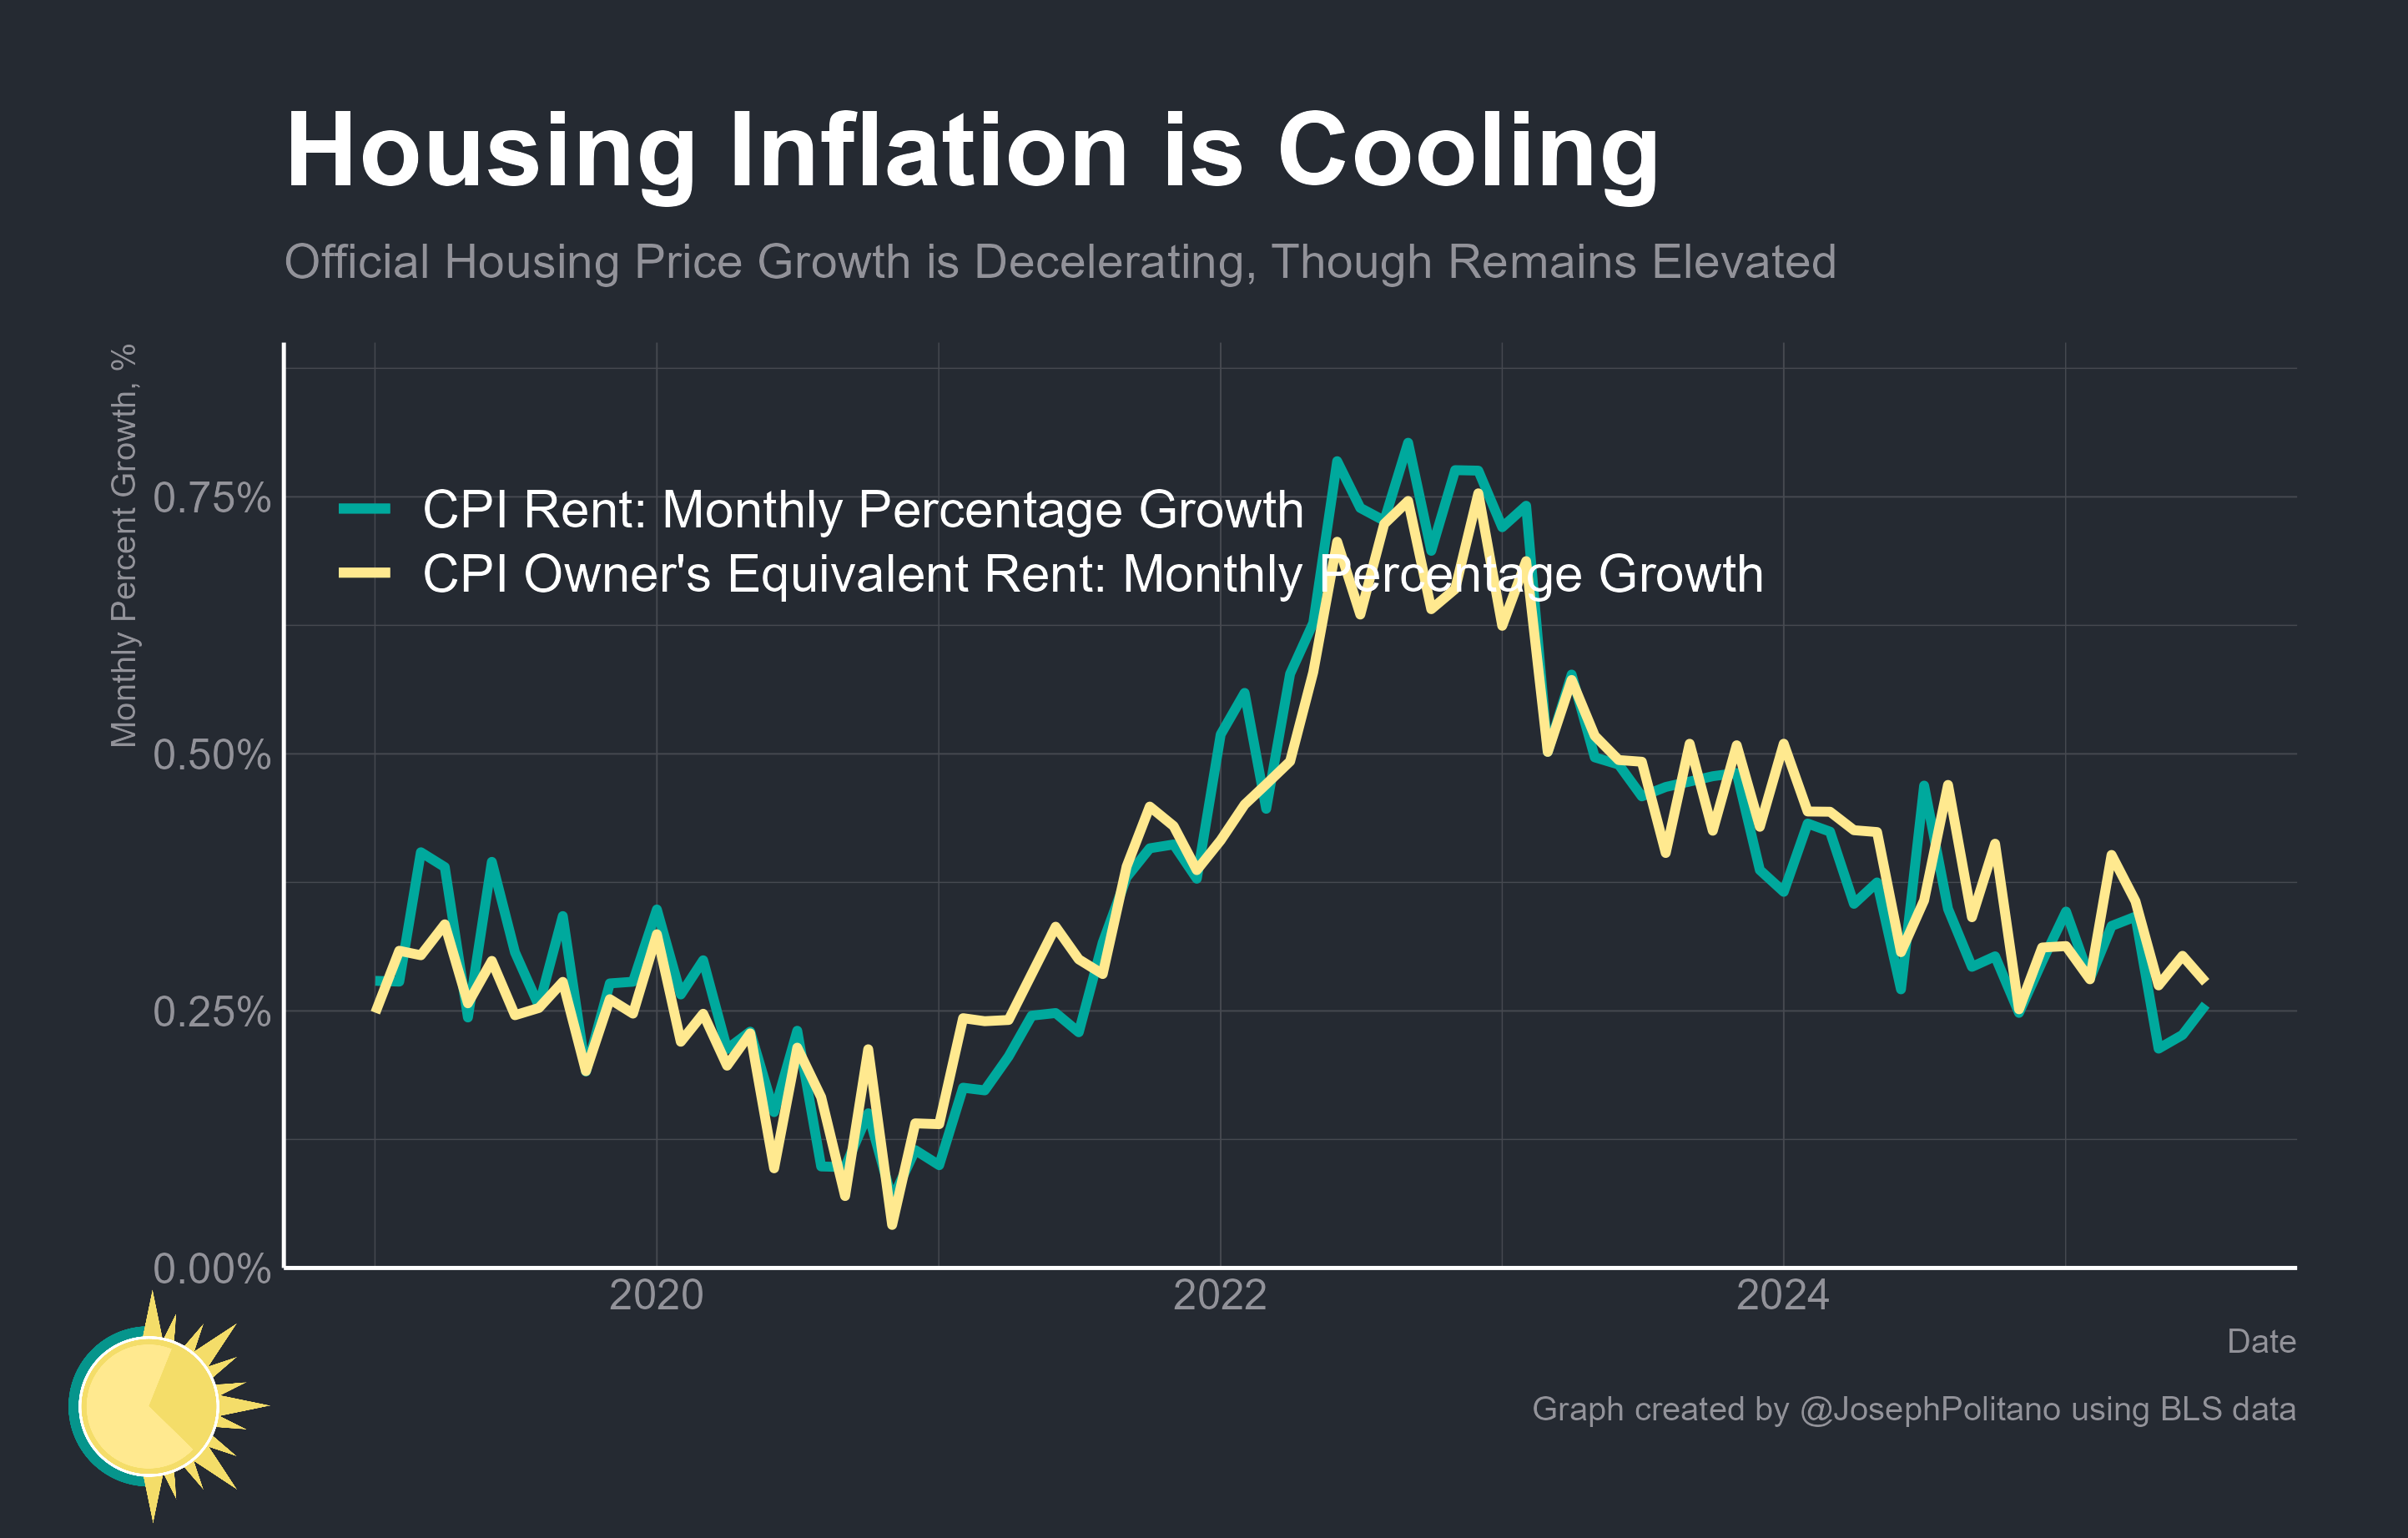 Housing Inflation is Cooling
Official Housing Price Growth is Decelerating, Though Remains Elevated
Monthly Percent Growth, %
CPI Rent: Monthly Percentage Growth
CPI Owner's Equivalent Rent: Monthly Percentage Growth
0.75%
0.50%
0.25%
0.00%
2020
2022
2024
Date
Graph created by @JosephPolitano using BLS data